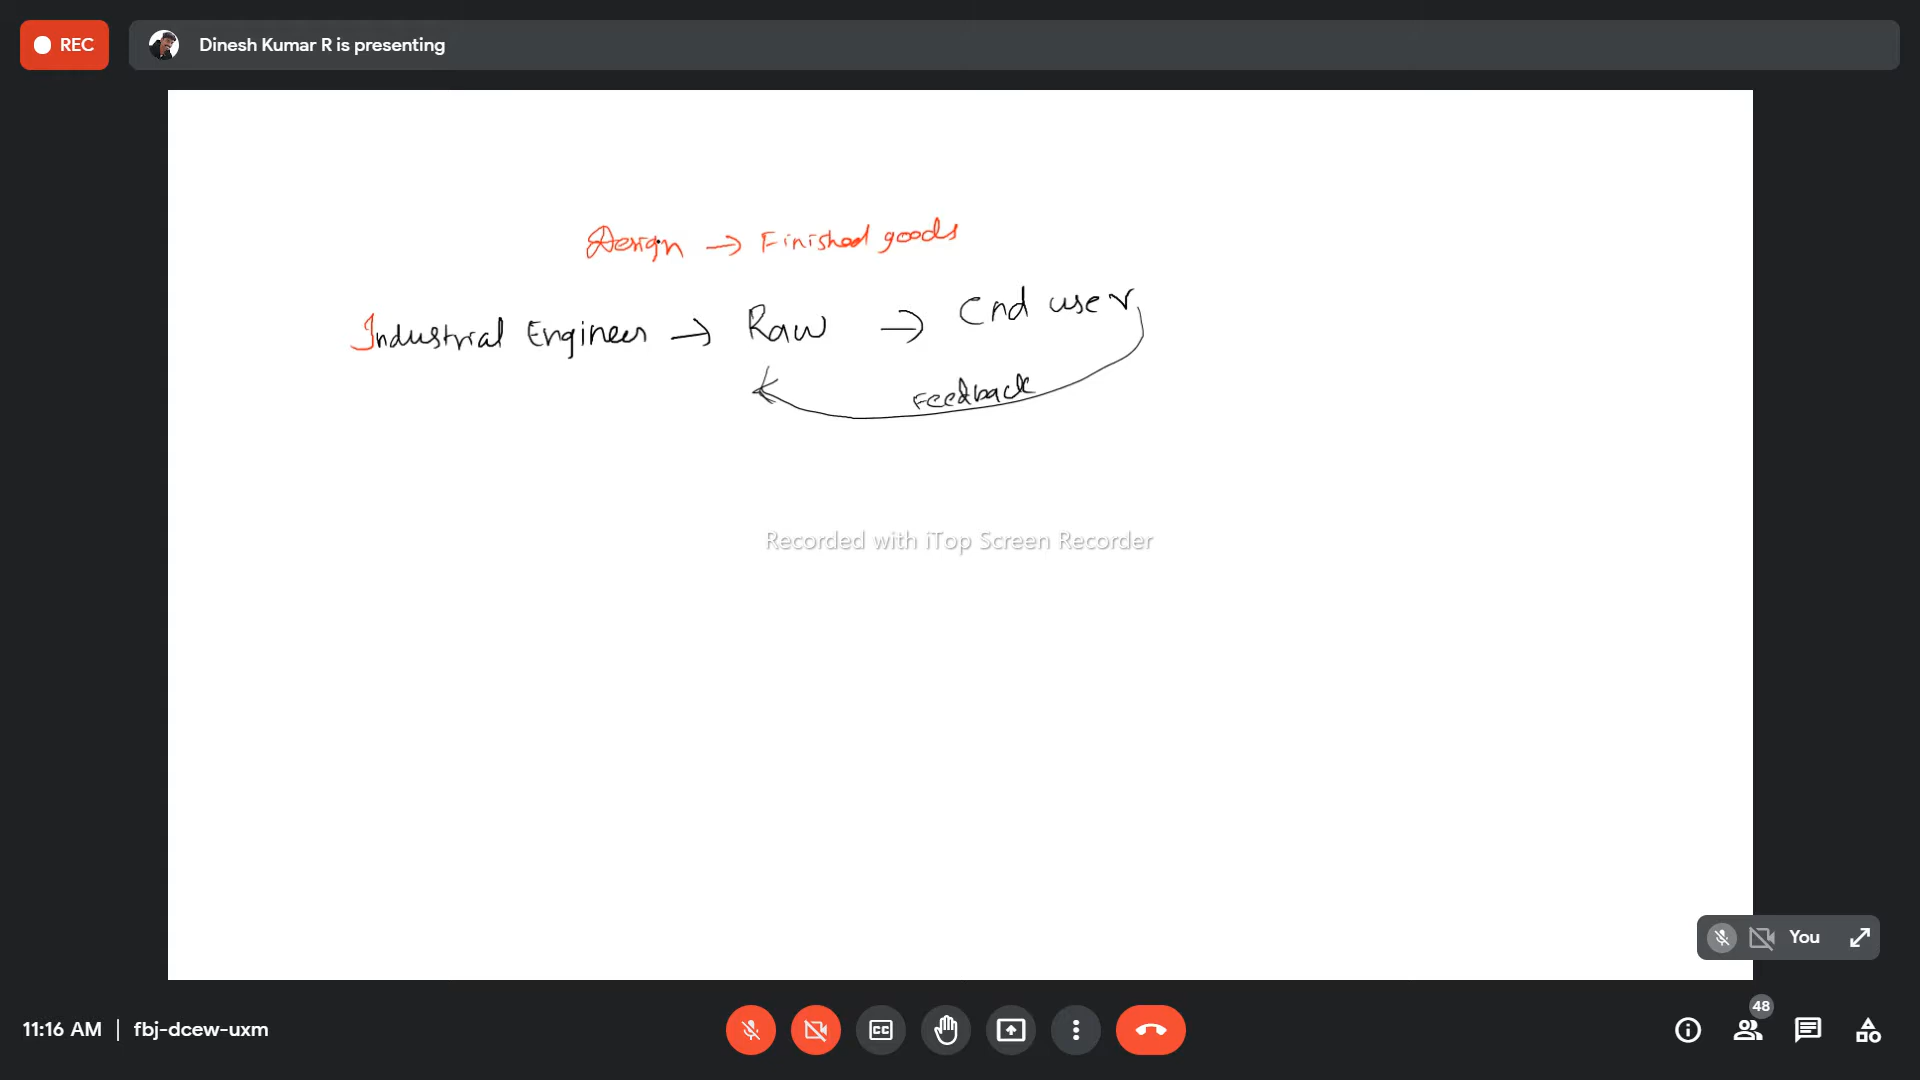 REC
Dinesh Kumar R is presenting
Design → Finished goods
Industrial Engineer → Raw → End user
Feedback
Recorded with iTop Screen Recorder
You
48
11:16 AM | fbj-dcew-uxm